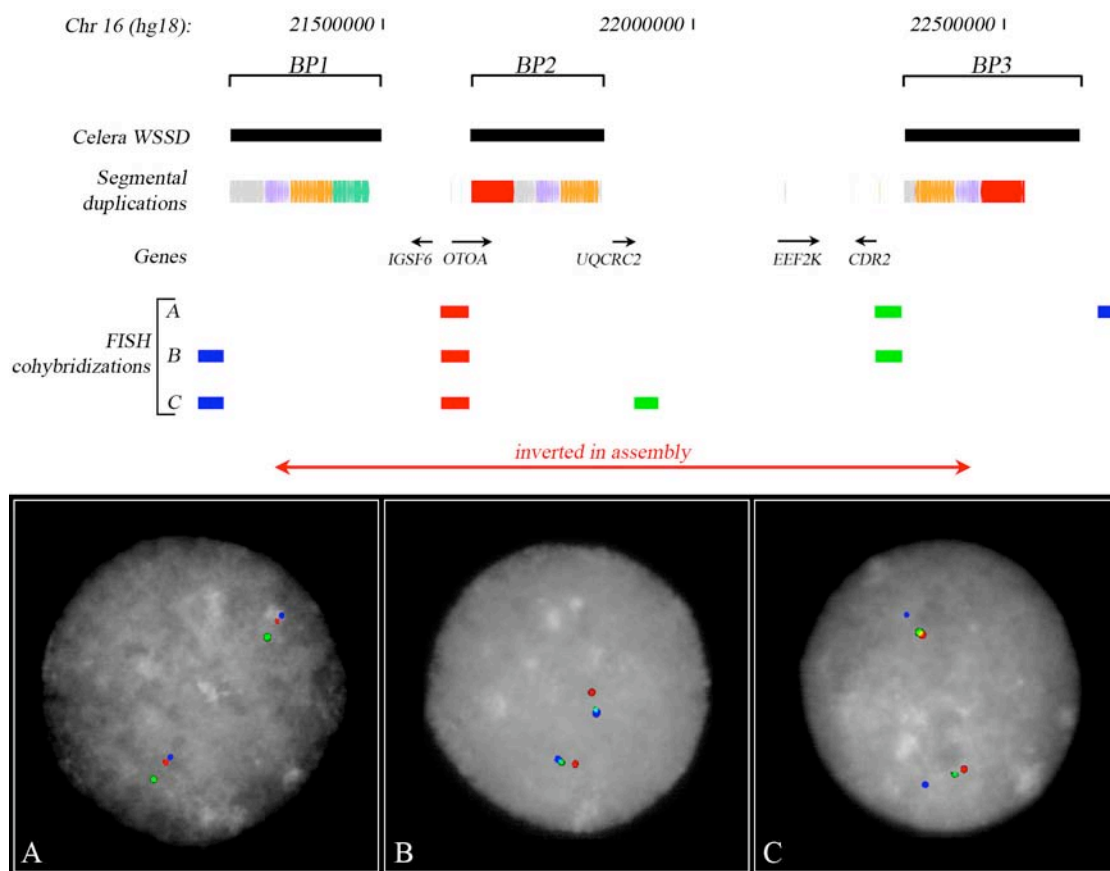 Chr 16 (hg18): 21500000 22000000 22500000
BP1 BP2 BP3
Celera WSSD
Segmental
duplications
Genes
IGSF6 OTOA UQCRC2 EEF2K CDR2
A
FISH
cohybridizations
B
C
inverted in assembly
A B C